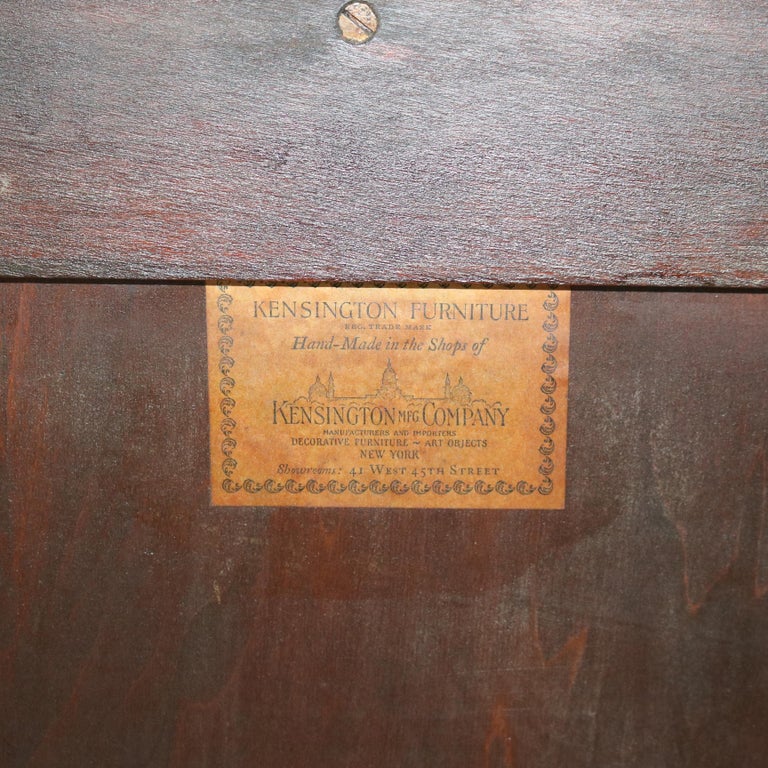 KENSINGTON FURNITURE
REG. TRADE MARK
Hand-Made in the Shops of
KENSINGTON MFG COMPANY
MANUFACTURERS AND IMPORTERS
DECORATIVE FURNITURE ~ ART OBJECTS
NEW YORK
Showrooms: 41 WEST 45TH STREET